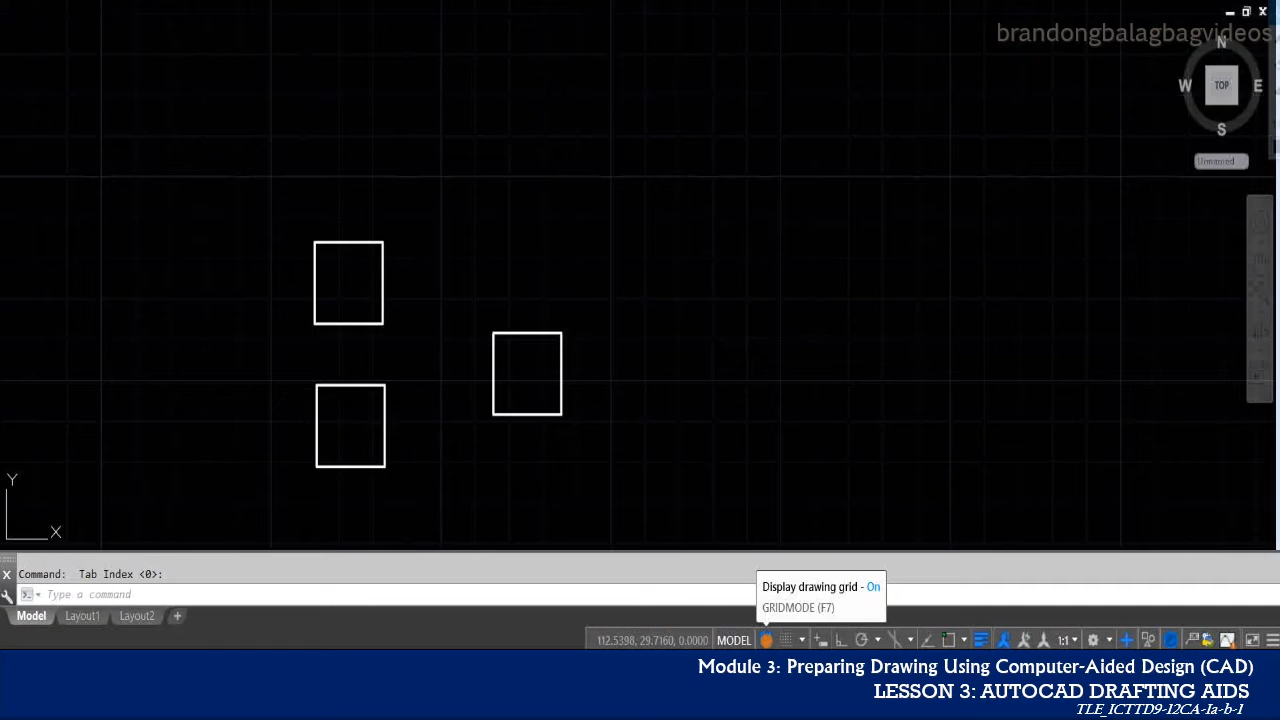 brandongbalagbagvideos
N
W TOP E
S
Unnamed
Y
X
Command: Tab Index <0>:
Type a command
Display drawing grid - On
GRIDMODE (F7)
Model Layout1 Layout2 +
112.5398, 29.7160, 0.0000 MODEL 1:1
Module 3: Preparing Drawing Using Computer-Aided Design (CAD)
LESSON 3: AUTOCAD DRAFTING AIDS
TLE_ICTTD9-12CA-Ia-b-1